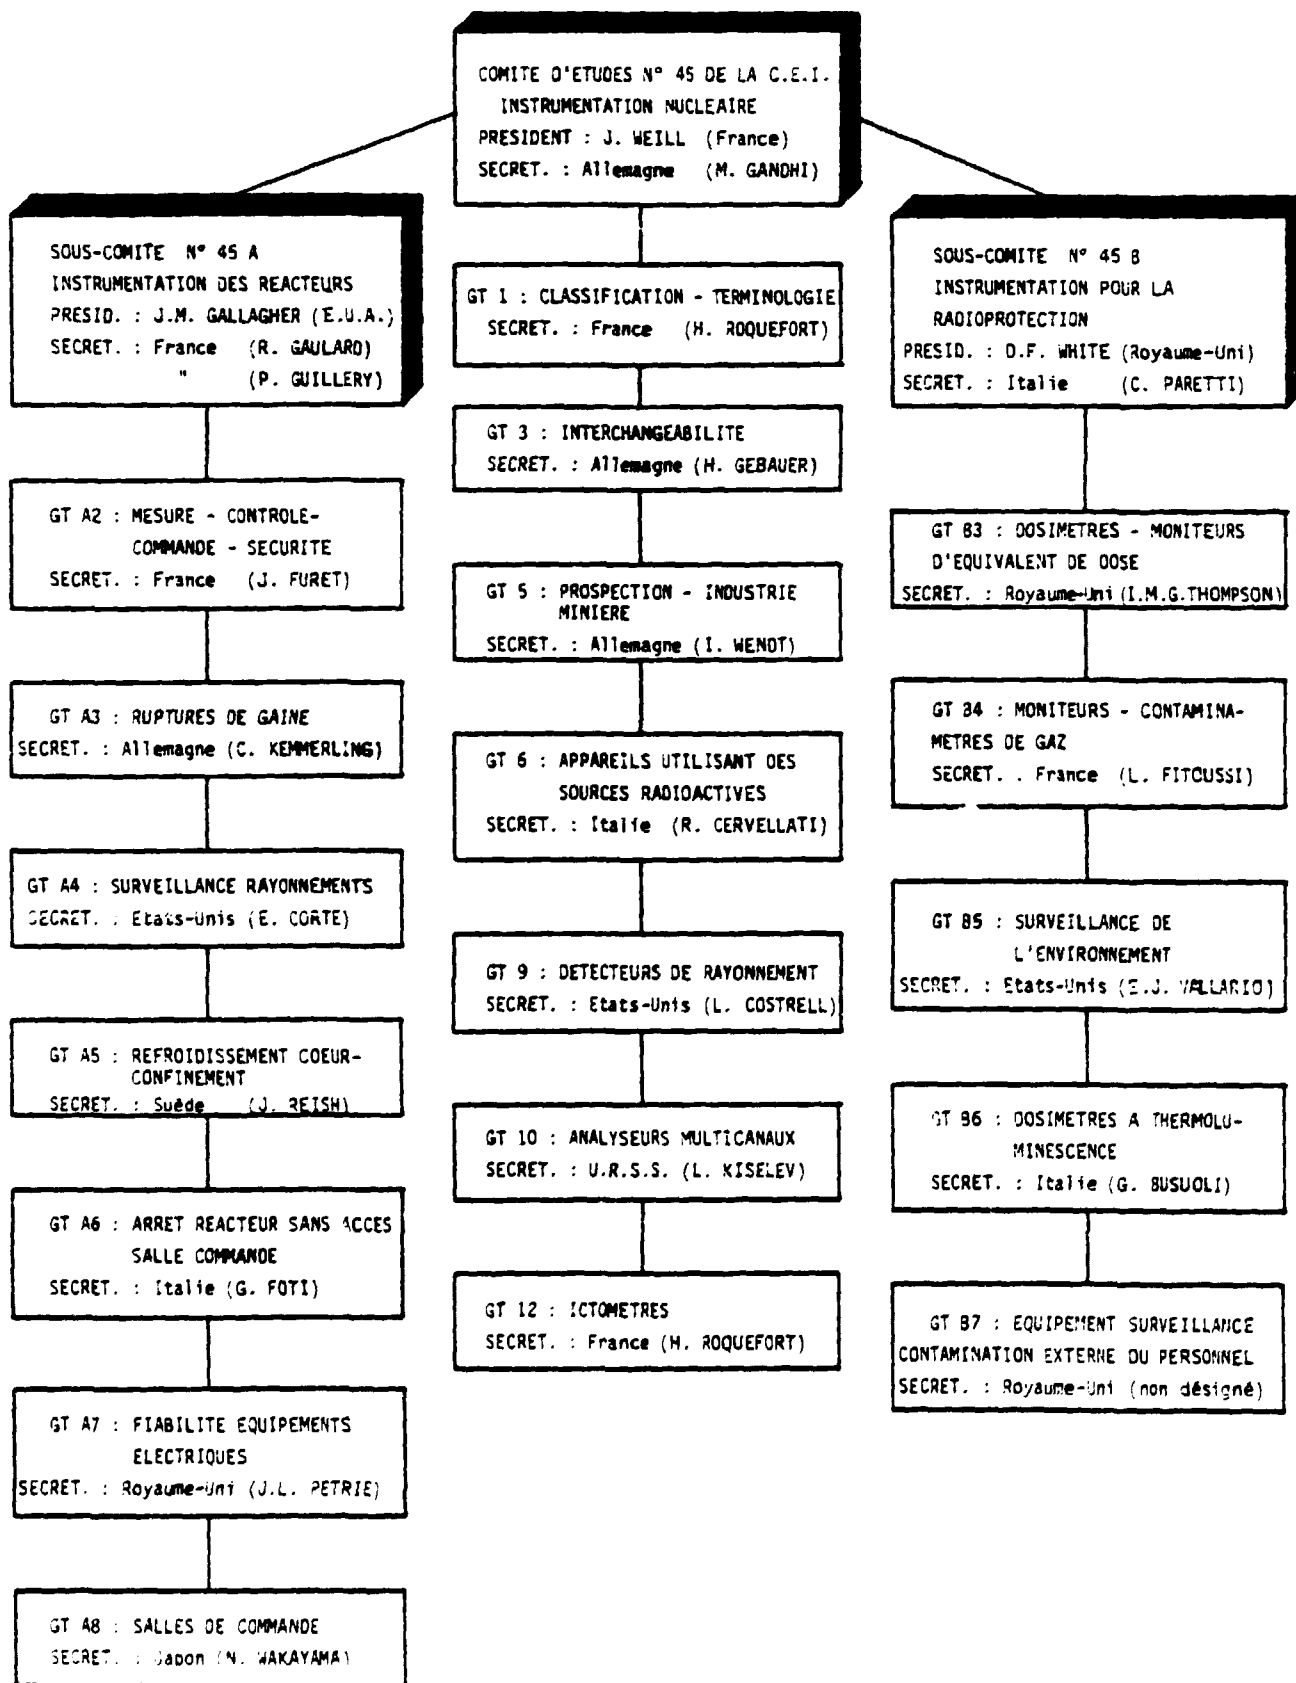 COMITE D'ETUDES N° 45 DE LA C.E.I.
INSTRUMENTATION NUCLEAIRE
PRESIDENT : J. WEILL (France)
SECRET. : Allemagne (M. GANDHI)
SOUS-COMITE N° 45 A
INSTRUMENTATION DES REACTEURS
PRESID. : J.M. GALLAGHER (E.U.A.)
SECRET. : France (R. GAULARD)
" (P. GUILLERY)
GT A2 : MESURE - CONTROLE-
COMMANDE - SECURITE
SECRET. : France (J. FURET)
GT A3 : RUPTURES DE GAINE
SECRET. : Allemagne (C. KEMMERLING)
GT A4 : SURVEILLANCE RAYONNEMENTS
SECRET. : Etats-Unis (E. CORTE)
GT A5 : REFROIDISSEMENT COEUR-
CONFINEMENT
SECRET. : Suède (J. REISH)
GT A6 : ARRET REACTEUR SANS ACCES
SALLE COMMANDE
SECRET. : Italie (G. FOTI)
GT A7 : FIABILITE EQUIPEMENTS
ELECTRIQUES
SECRET. : Royaume-Uni (J.L. PETRIE)
GT A8 : SALLES DE COMMANDE
SECRET. : Japon (N. WAKAYAMA)
GT 1 : CLASSIFICATION - TERMINOLOGIE
SECRET. : France (H. ROQUEFORT)
GT 3 : INTERCHANGEABILITE
SECRET. : Allemagne (H. GEBAUER)
GT 5 : PROSPECTION - INDUSTRIE
MINIERE
SECRET. : Allemagne (I. WENDT)
GT 6 : APPAREILS UTILISANT DES
SOURCES RADIOACTIVES
SECRET. : Italie (R. CERVELLATI)
GT 9 : DETECTEURS DE RAYONNEMENT
SECRET. : Etats-Unis (L. COSTRELL)
GT 10 : ANALYSEURS MULTICANAUX
SECRET. : U.R.S.S. (L. KISELEV)
GT 12 : ICTOMETRES
SECRET. : France (H. ROQUEFORT)
SOUS-COMITE N° 45 B
INSTRUMENTATION POUR LA
RADIOPROTECTION
PRESID. : D.F. WHITE (Royaume-Uni)
SECRET. : Italie (C. PARETTI)
GT B3 : DOSIMETRES - MONITEURS
D'EQUIVALENT DE DOSE
SECRET. : Royaume-Uni (I.M.G.THOMPSON)
GT B4 : MONITEURS - CONTAMINA-
METRES DE GAZ
SECRET. : France (L. FITOUSSI)
GT B5 : SURVEILLANCE DE
L'ENVIRONNEMENT
SECRET. : Etats-Unis (E.J. VALLARIO)
GT B6 : DOSIMETRES A THERMOLU-
MINESCENCE
SECRET. : Italie (G. BUSUOLI)
GT B7 : EQUIPEMENT SURVEILLANCE
CONTAMINATION EXTERNE DU PERSONNEL
SECRET. : Royaume-Uni (non désigné)